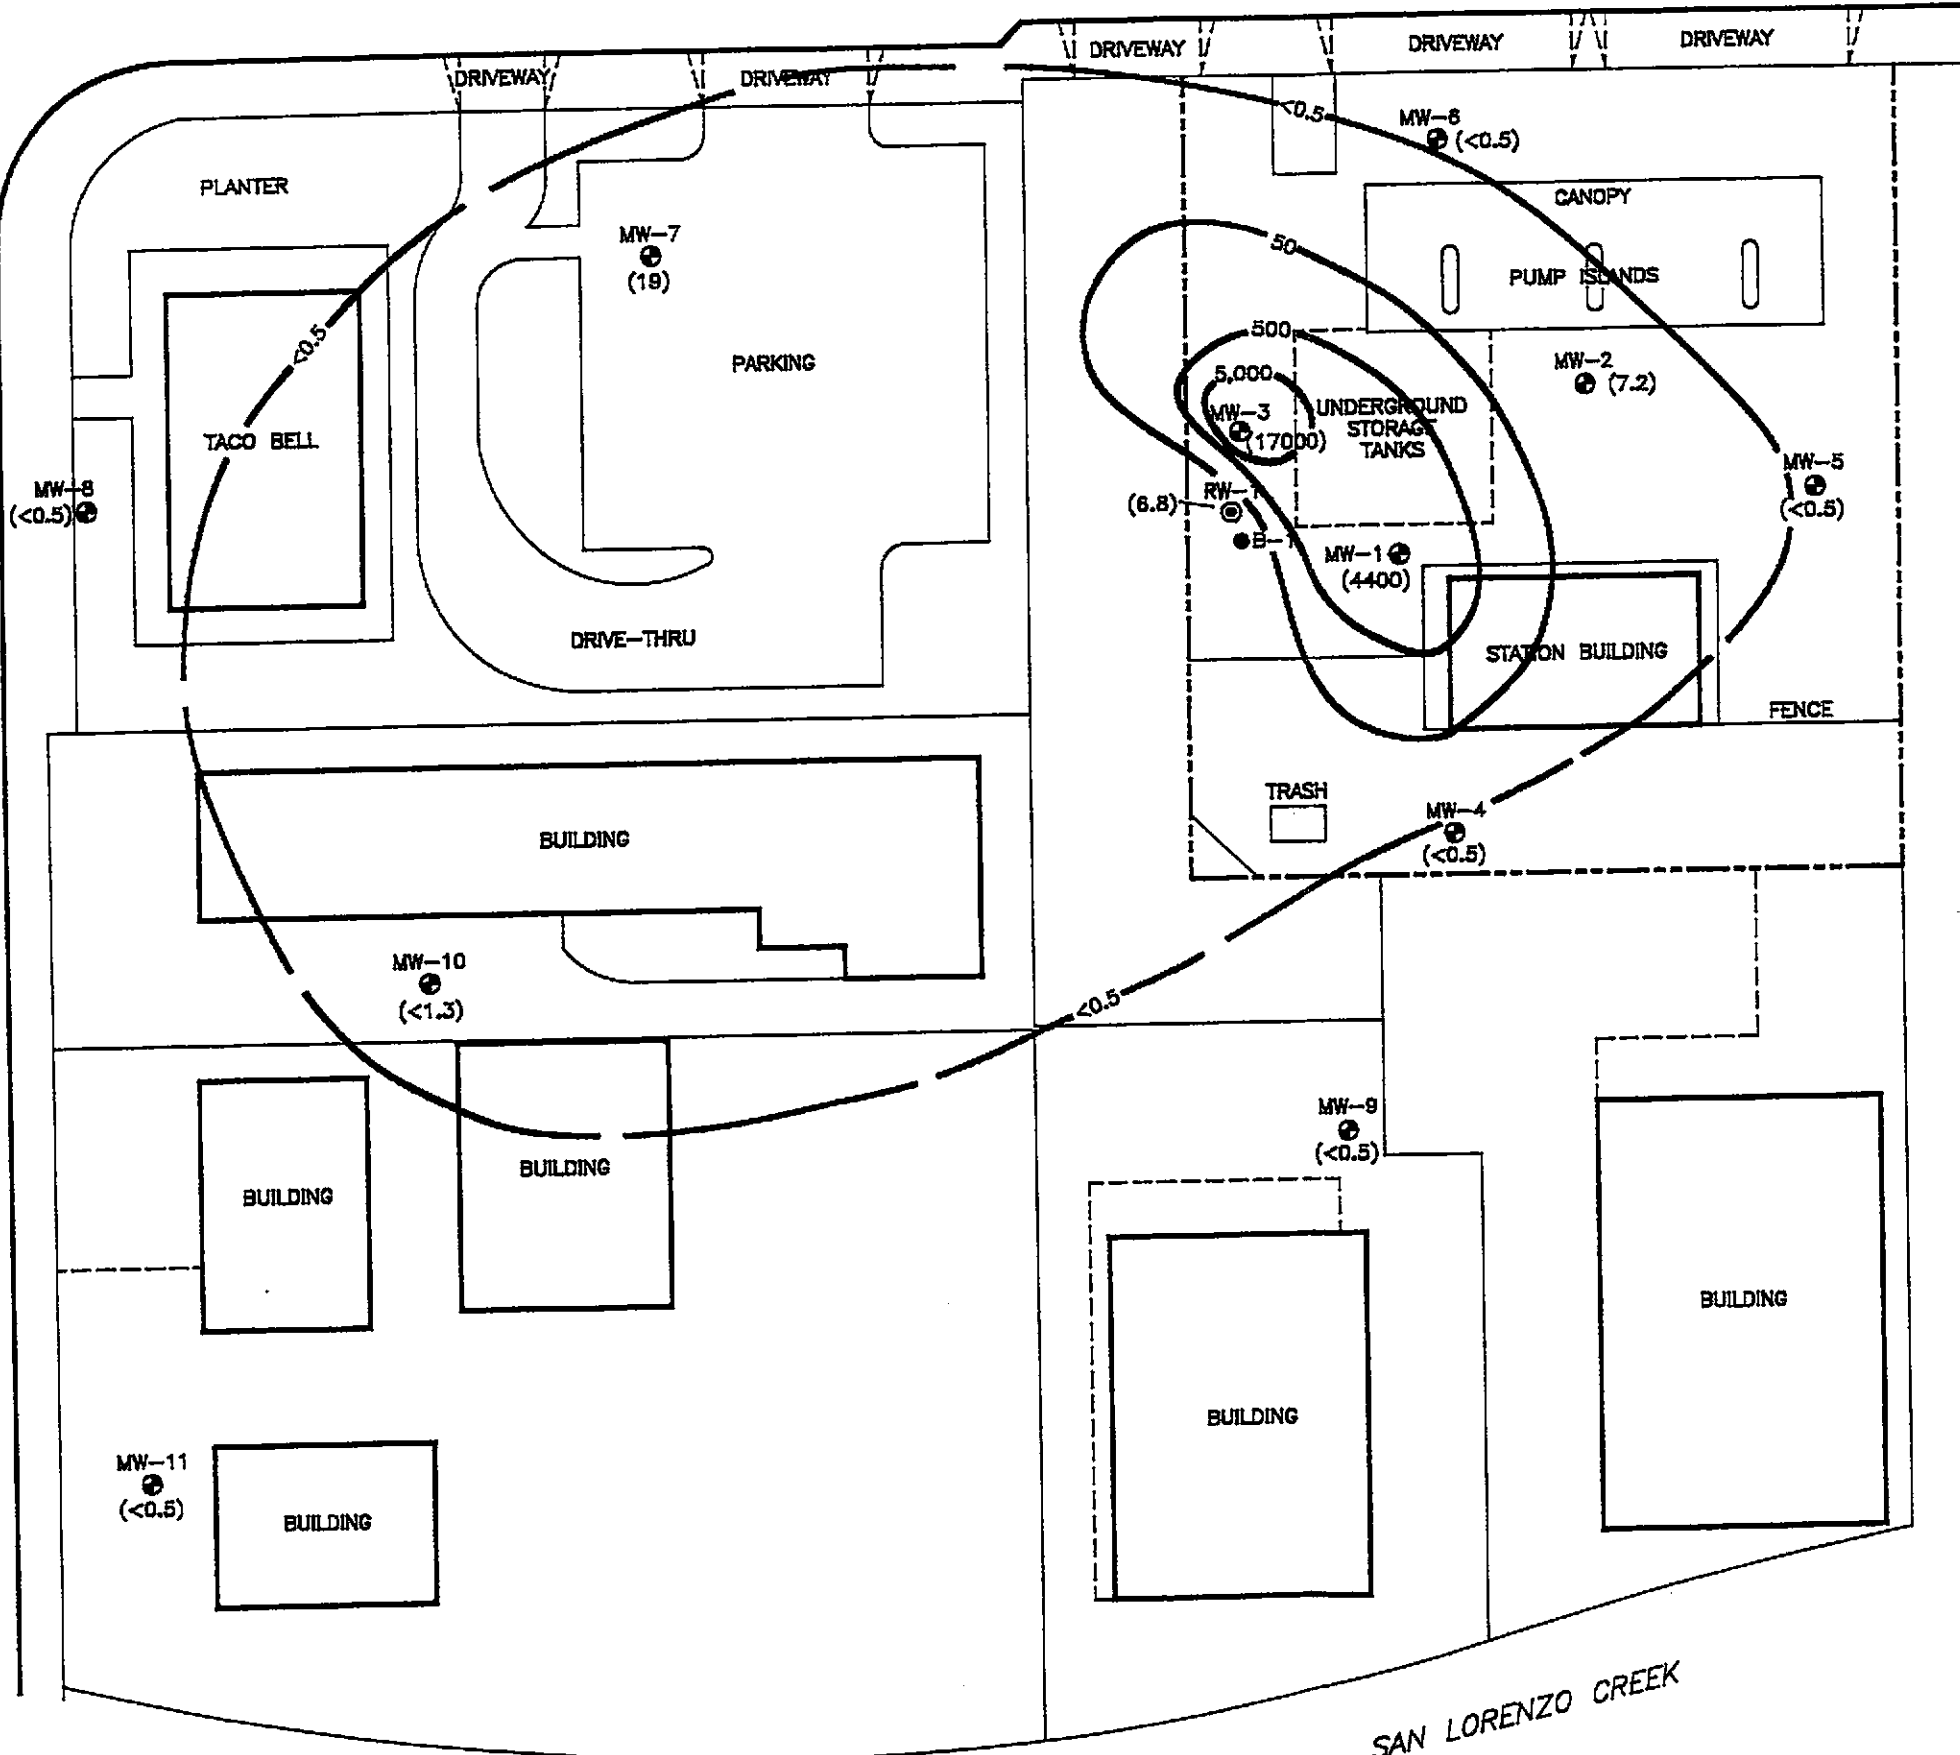 DRIVEWAY
DRIVEWAY
DRIVEWAY
DRIVEWAY
DRIVEWAY
<0.5
MW-6
(<0.5)
PLANTER
CANOPY
MW-7
(19)
50
PUMP ISLANDS
<0.5
500
PARKING
5,000
MW-2
(7.2)
MW-3
(17000)
UNDERGROUND
STORAGE
TANKS
TACO BELL
MW-5
(<0.5)
MW-8
(<0.5)
RW-1
(6.8)
B-1
MW-1
(4400)
DRIVE-THRU
STATION BUILDING
FENCE
TRASH
MW-4
(<0.5)
BUILDING
MW-10
(<1.3)
<0.5
MW-9
(<0.5)
BUILDING
BUILDING
BUILDING
BUILDING
MW-11
(<0.5)
BUILDING
SAN LORENZO CREEK